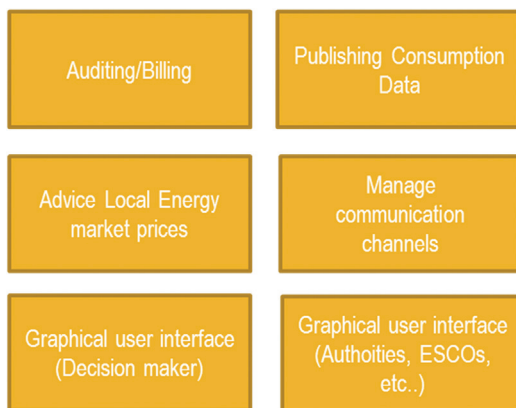 Auditing/Billing
Publishing Consumption
Data
Advice Local Energy
market prices
Manage
communication
channels
Graphical user interface
(Decision maker)
Graphical user interface
(Authoities, ESCOs,
etc..)